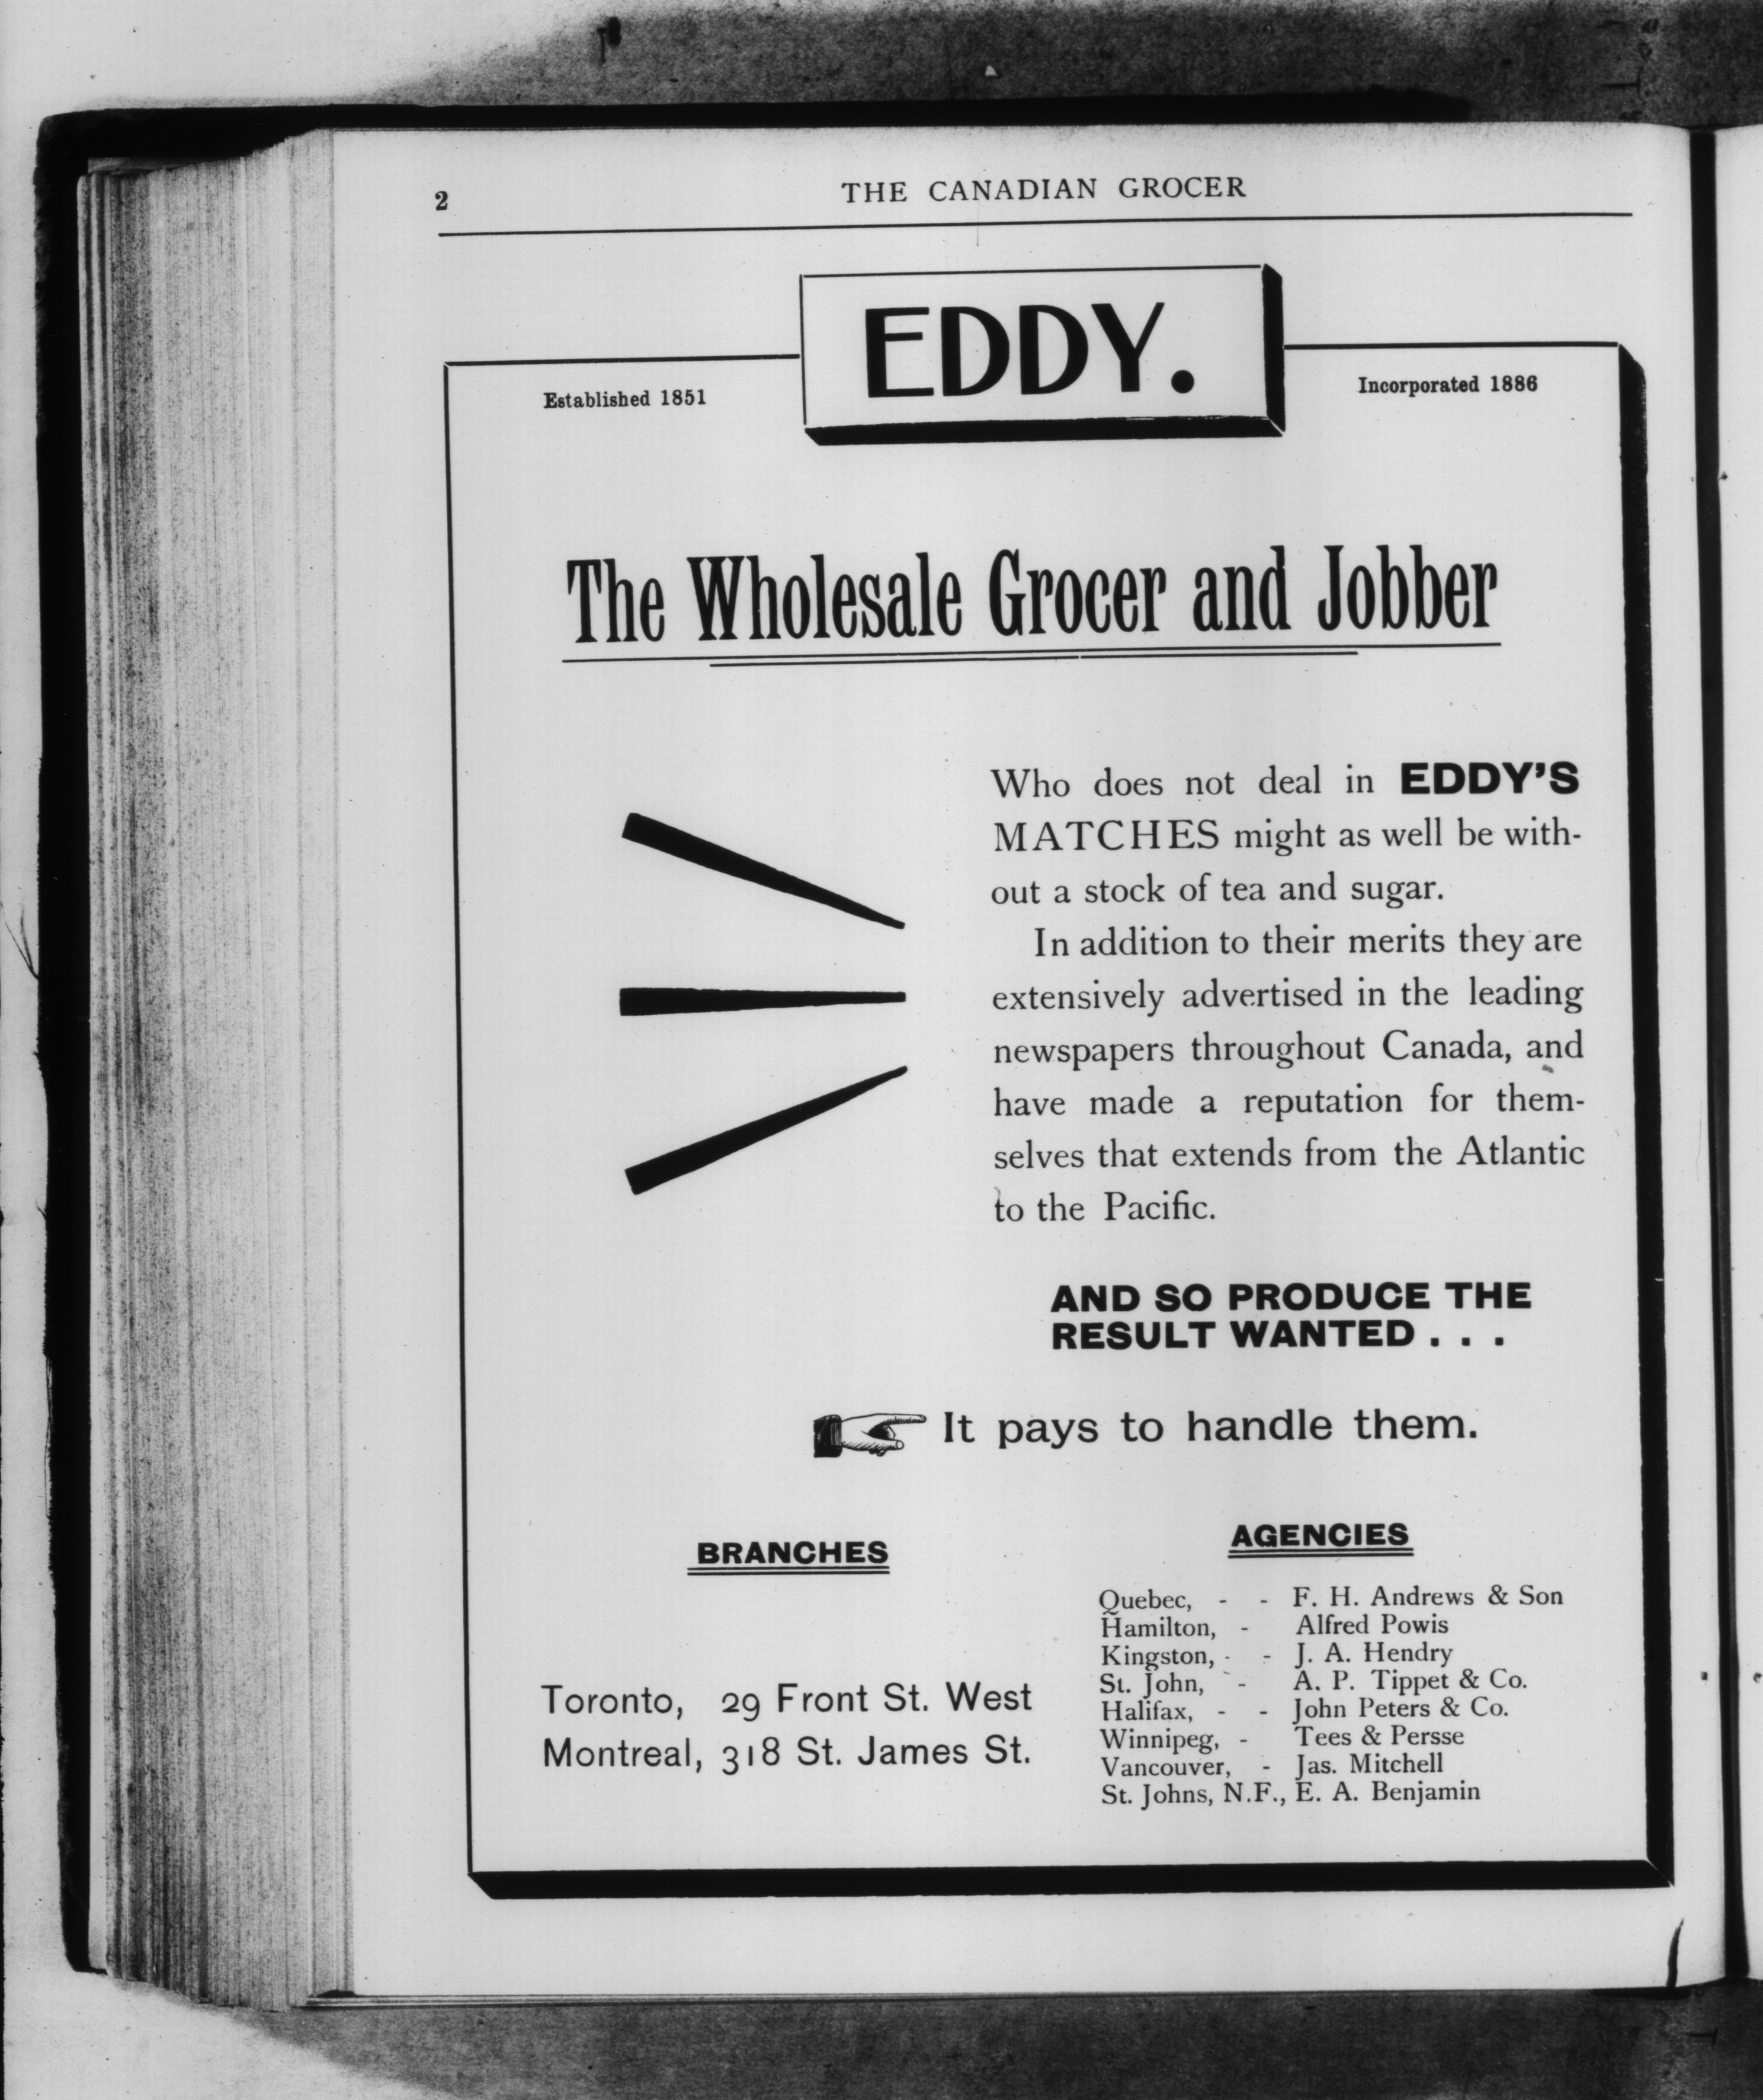 2
THE CANADIAN GROCER
EDDY.
Established 1851
Incorporated 1886
The Wholesale Grocer and Jobber
Who does not deal in EDDY'S
MATCHES might as well be with-
out a stock of tea and sugar.
In addition to their merits they are
extensively advertised in the leading
newspapers throughout Canada, and
have made a reputation for them-
selves that extends from the Atlantic
to the Pacific.
AND SO PRODUCE THE
RESULT WANTED . . .
It pays to handle them.
BRANCHES
Toronto, 29 Front St. West
Montreal, 318 St. James St.
AGENCIES
Quebec, - - F. H. Andrews & Son
Hamilton, - Alfred Powis
Kingston, - - J. A. Hendry
St. John, - A. P. Tippet & Co.
Halifax, - - John Peters & Co.
Winnipeg, - Tees & Persse
Vancouver, - Jas. Mitchell
St. Johns, N.F., E. A. Benjamin